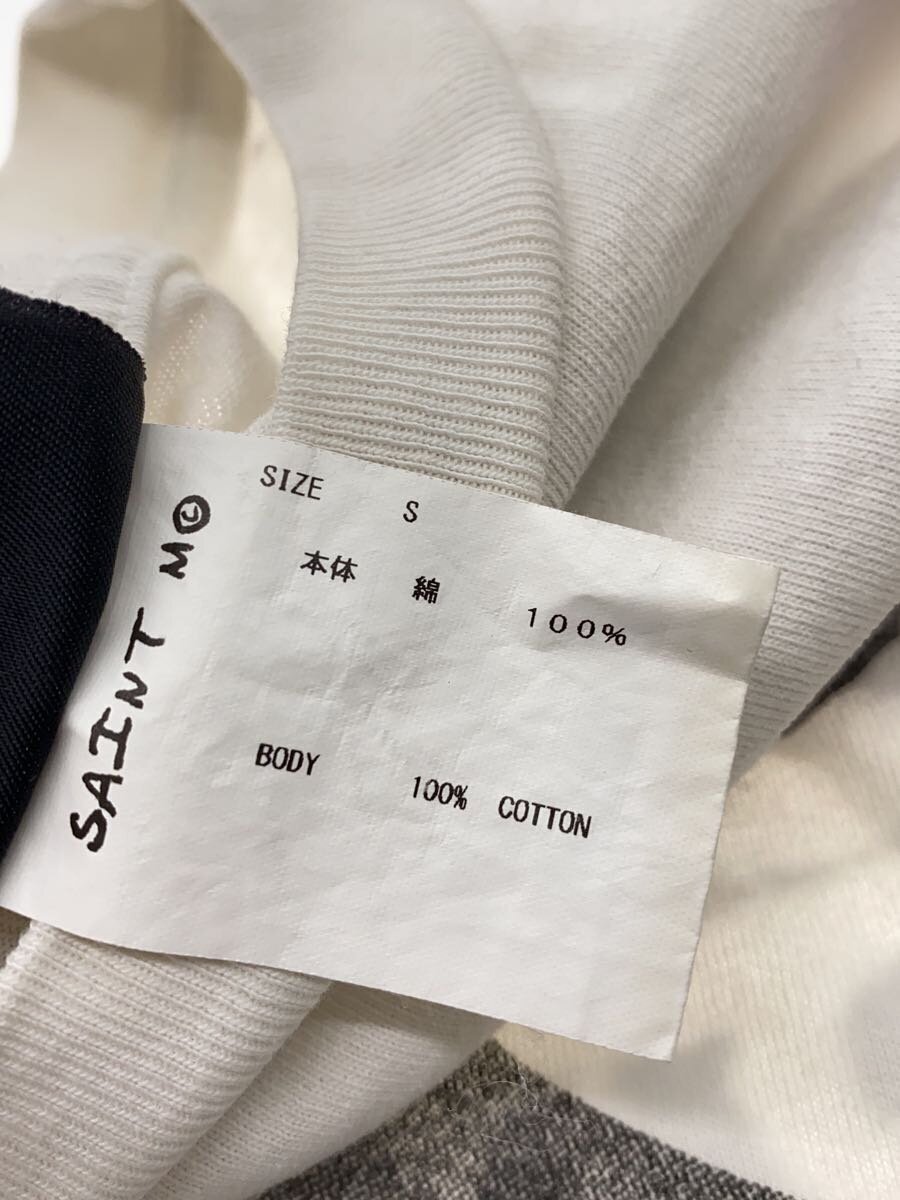 SAINT M©
SIZE S
本体 綿 １００％
BODY 100% COTTON